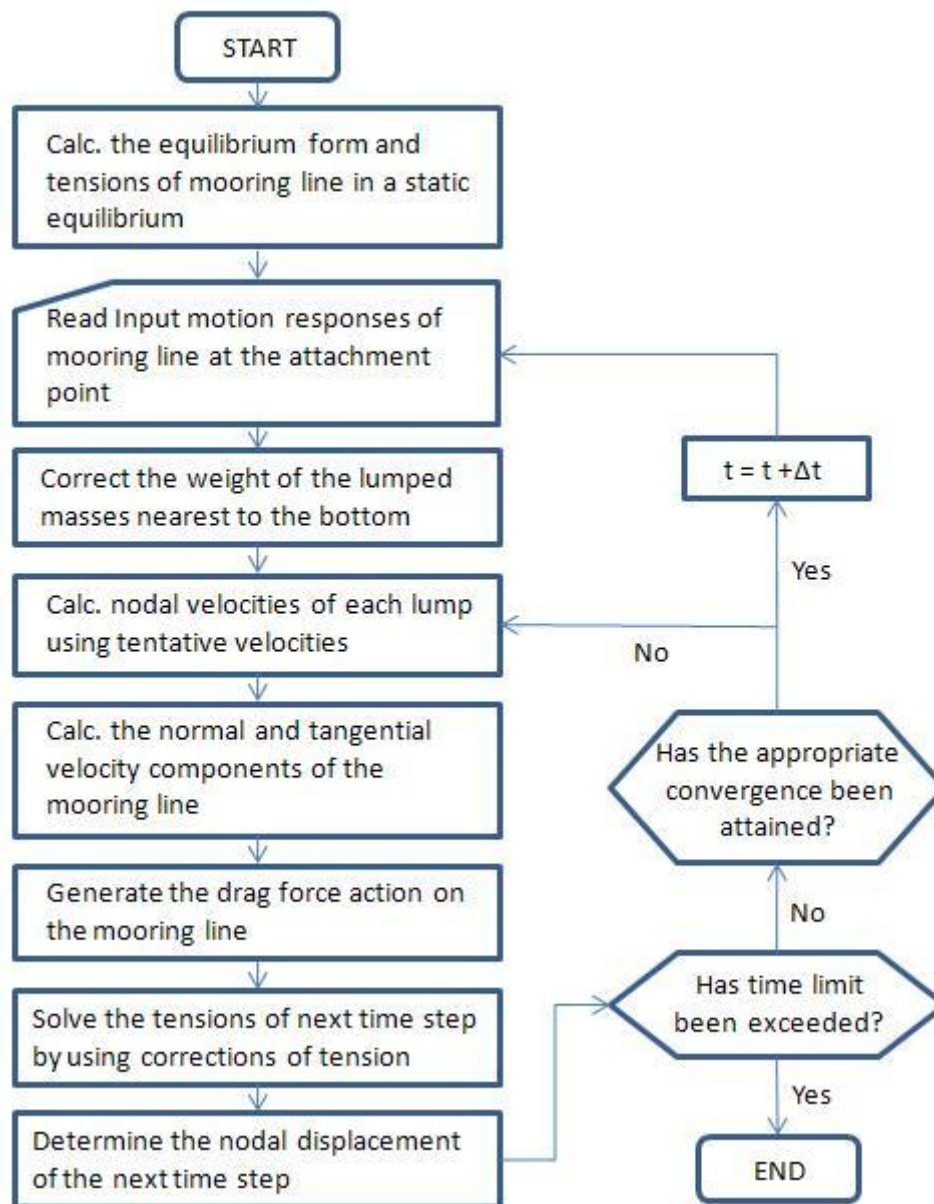 START
Calc. the equilibrium form and
tensions of mooring line in a static
equilibrium
Read Input motion responses of
mooring line at the attachment
point
Correct the weight of the lumped
masses nearest to the bottom
Calc. nodal velocities of each lump
using tentative velocities
Calc. the normal and tangential
velocity components of the
mooring line
Generate the drag force action on
the mooring line
Solve the tensions of next time step
by using corrections of tension
Determine the nodal displacement
of the next time step
t = t +Δt
Yes
No
Has the appropriate
convergence been
attained?
No
Has time limit
been exceeded?
Yes
END